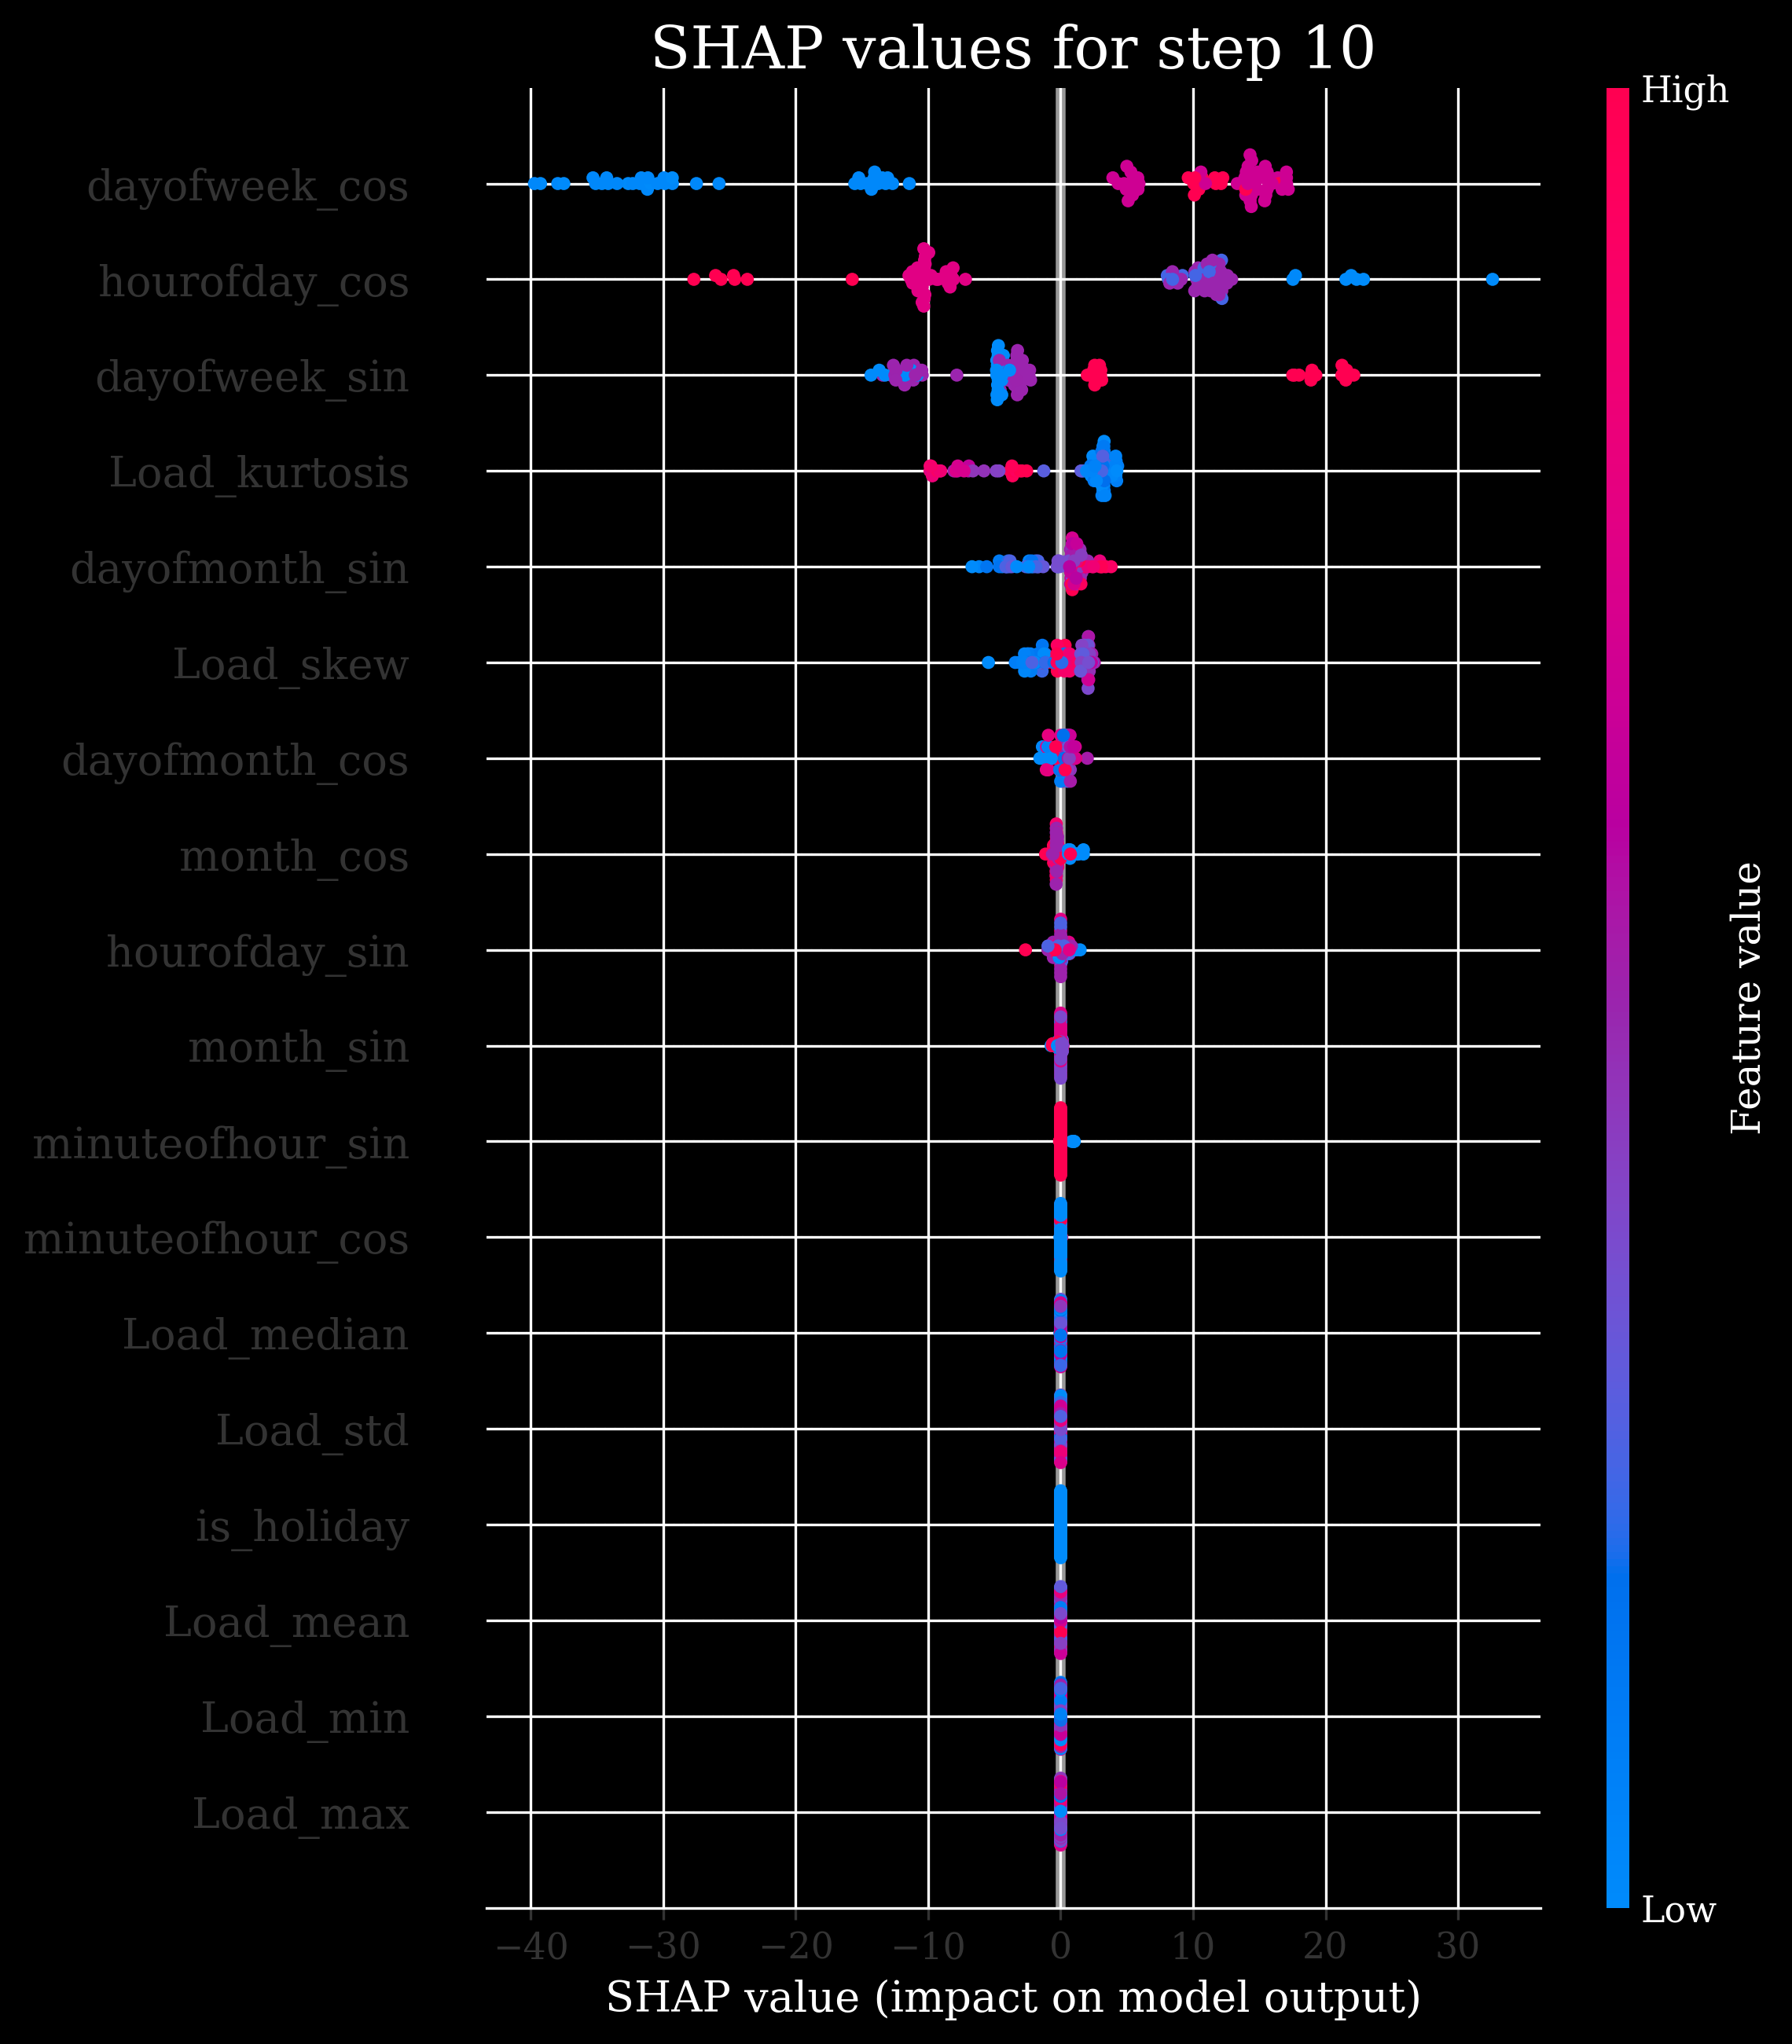 SHAP values for step 10
High
dayofweek_cos
hourofday_cos
dayofweek_sin
Load_kurtosis
dayofmonth_sin
Load_skew
dayofmonth_cos
month_cos
hourofday_sin
month_sin
minuteofhour_sin
minuteofhour_cos
Load_median
Load_std
is_holiday
Load_mean
Load_min
Load_max
Feature value
Low
−40 −30 −20 −10 0 10 20 30
SHAP value (impact on model output)